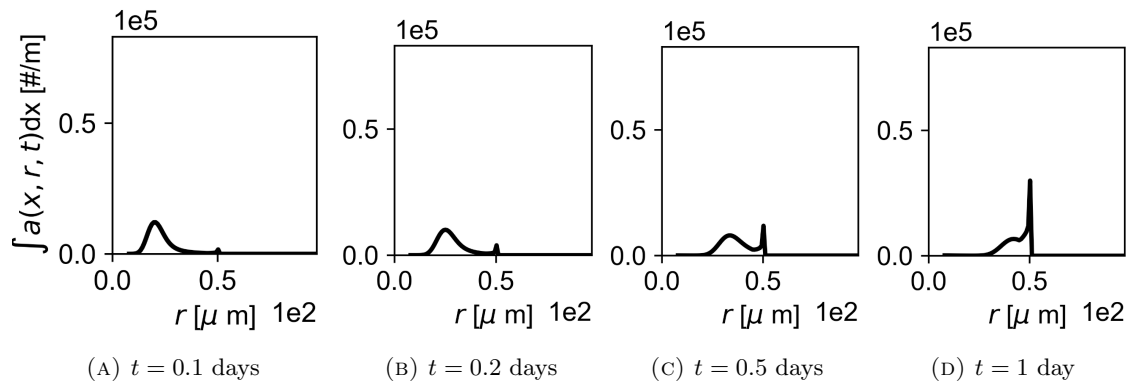 ∫a(x, r, t)dx [#/m]
1e5
0.5
0.0
0.0
0.5
r [μ m]
1e2
1e5
0.5
0.0
0.0
0.5
r [μ m]
1e2
1e5
0.5
0.0
0.0
0.5
r [μ m]
1e2
1e5
0.5
0.0
0.0
0.5
r [μ m]
1e2
(A) t = 0.1 days
(B) t = 0.2 days
(C) t = 0.5 days
(D) t = 1 day